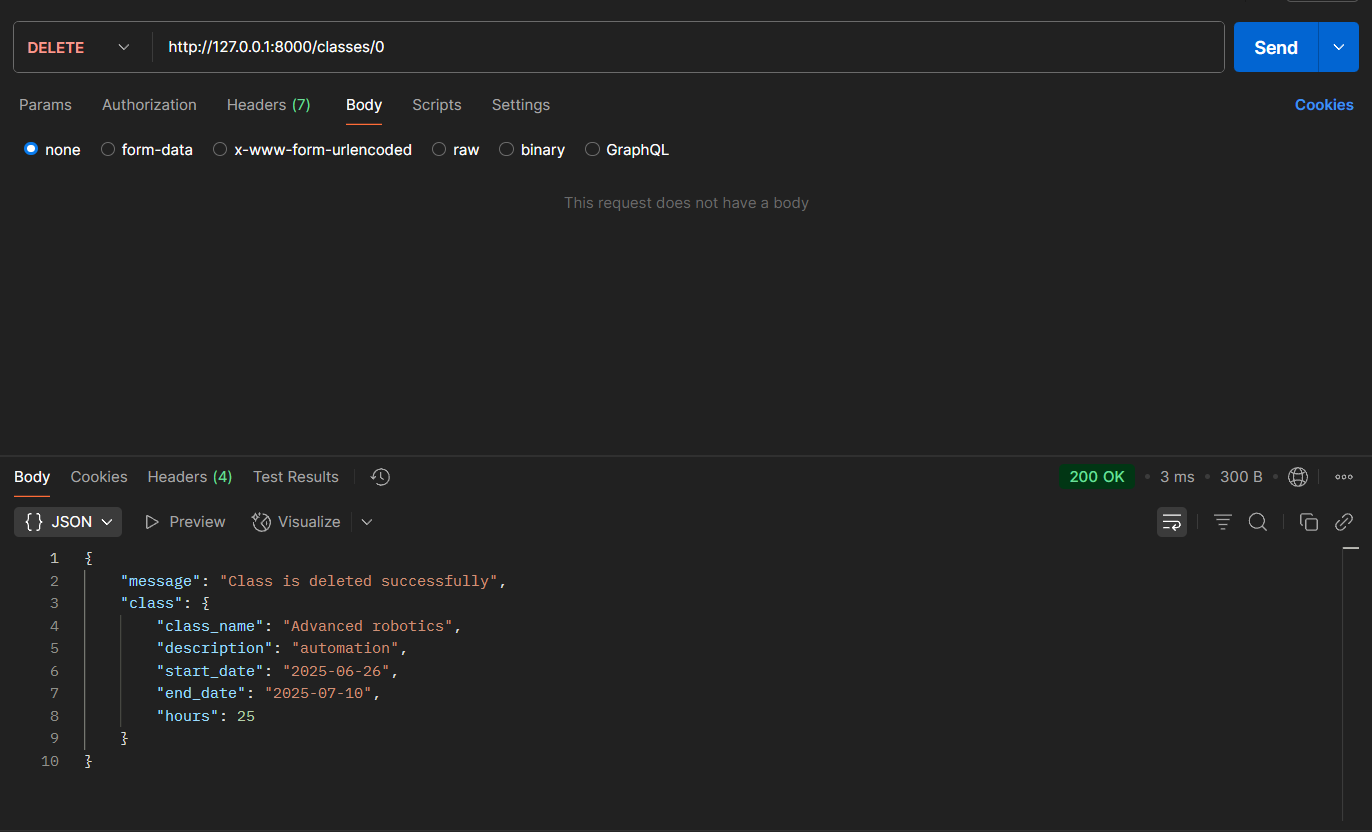 DELETE http://127.0.0.1:8000/classes/0 Send
Params Authorization Headers (7) Body Scripts Settings Cookies
none form-data x-www-form-urlencoded raw binary GraphQL
This request does not have a body
Body Cookies Headers (4) Test Results 200 OK • 3 ms • 300 B •
{} JSON Preview Visualize
1 {
2 "message": "Class is deleted successfully",
3 "class": {
4 "class_name": "Advanced robotics",
5 "description": "automation",
6 "start_date": "2025-06-26",
7 "end_date": "2025-07-10",
8 "hours": 25
9 }
10 }